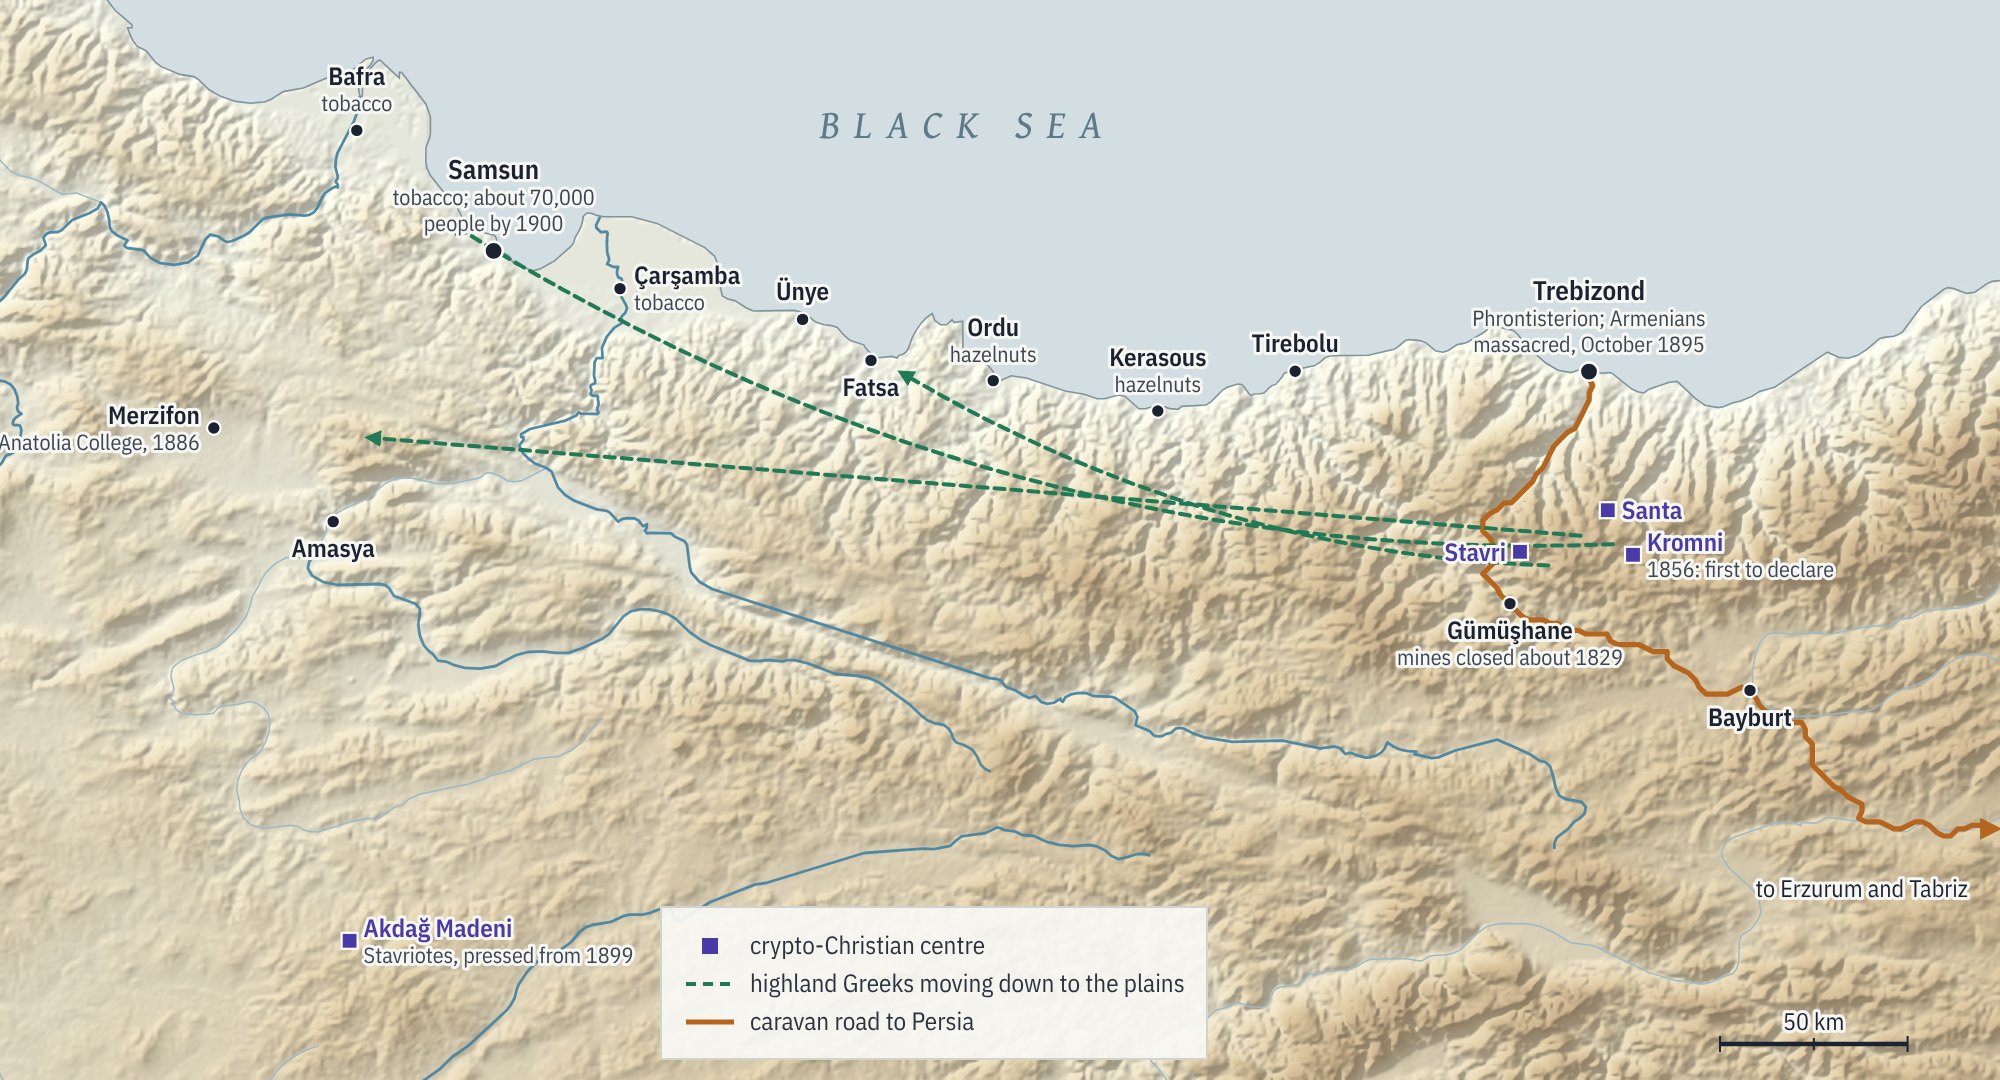 Bafra
tobacco
BLACK SEA
Samsun
tobacco; about 70,000
people by 1900
Çarşamba
tobacco
Ünye
Trebizond
Phrontisterion; Armenians
massacred, October 1895
Ordu
hazelnuts
Tirebolu
Kerasous
hazelnuts
Fatsa
Merzifon
Anatolia College, 1886
Santa
Kromni
1856: first to declare
Stavri
Amasya
Gümüşhane
mines closed about 1829
Bayburt
to Erzurum and Tabriz
Akdağ Madeni
Stavriotes, pressed from 1899
crypto-Christian centre
highland Greeks moving down to the plains
caravan road to Persia
50 km